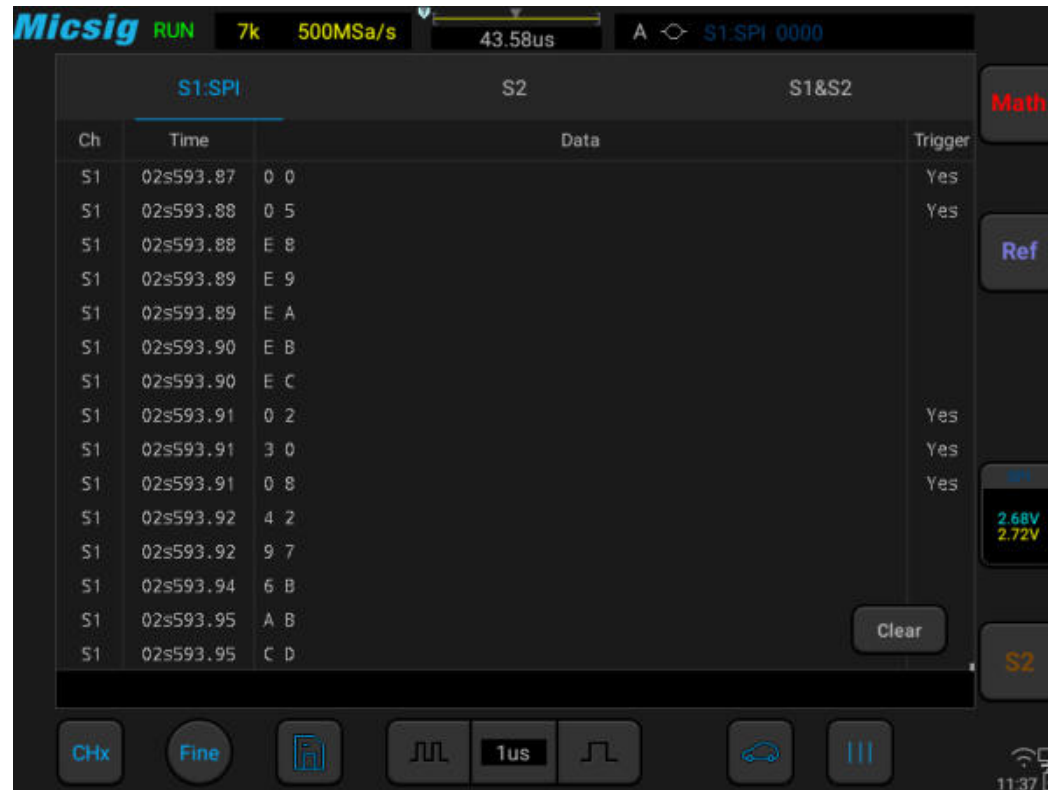 Micsig RUN 7k 500MSa/s 43.58us A S1:SPI 0000
S1:SPI S2 S1&S2
Math
Ch Time Data Trigger
S1 02s593.87 0 0 Yes
S1 02s593.88 0 5 Yes
S1 02s593.88 E 8
Ref
S1 02s593.89 E 9
S1 02s593.89 E A
S1 02s593.90 E B
S1 02s593.90 E C
S1 02s593.91 0 2 Yes
S1 02s593.91 3 0 Yes
S1 02s593.91 0 8 Yes
S1 02s593.92 4 2
2.68V
2.72V
S1 02s593.92 9 7
S1 02s593.94 6 B
S1 02s593.95 A B
Clear
S1 02s593.95 C D
S2
CHx Fine 1us
11:37